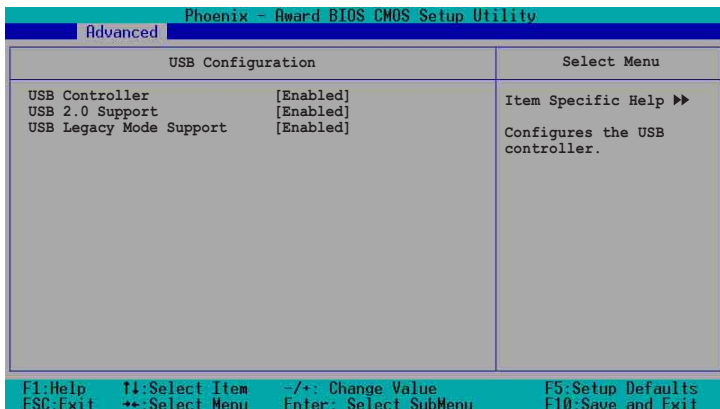 Phoenix - Award BIOS CMOS Setup Utility
Advanced
USB Configuration
Select Menu
USB Controller [Enabled]
USB 2.0 Support [Enabled]
USB Legacy Mode Support [Enabled]
Item Specific Help ▶▶
Configures the USB
controller.
F1:Help ↑↓:Select Item -/+: Change Value F5:Setup Defaults
ESC:Exit →←:Select Menu Enter: Select SubMenu F10:Save and Exit